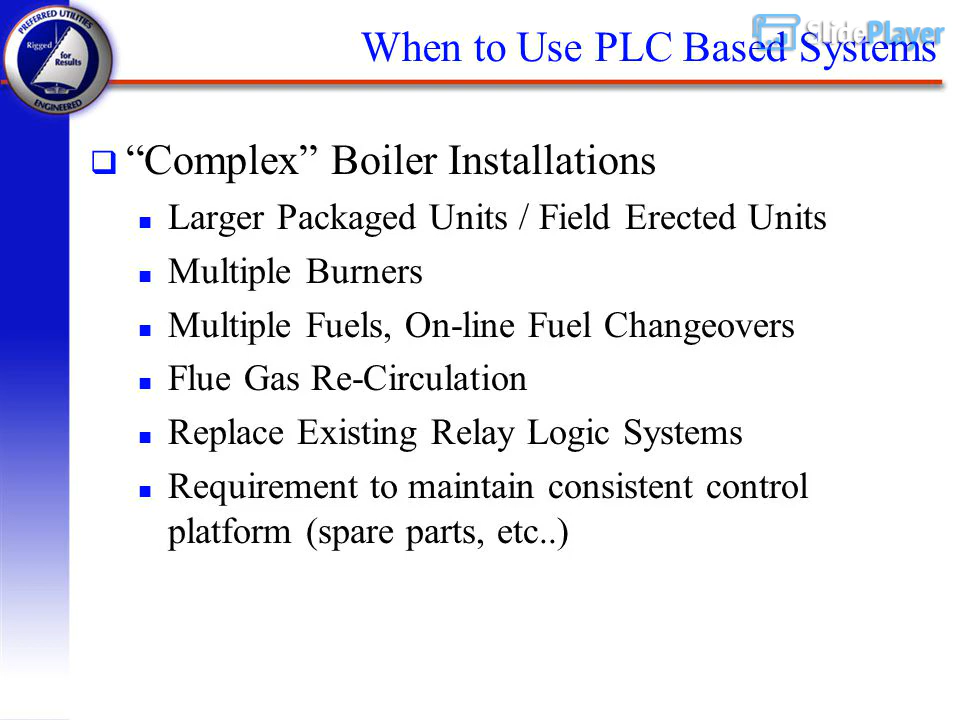 PREFERRED UTILITIES
Rigged
for
Results
ENGINEERED
SlidePlayer
When to Use PLC Based Systems
“Complex” Boiler Installations
Larger Packaged Units / Field Erected Units
Multiple Burners
Multiple Fuels, On-line Fuel Changeovers
Flue Gas Re-Circulation
Replace Existing Relay Logic Systems
Requirement to maintain consistent control
platform (spare parts, etc..)